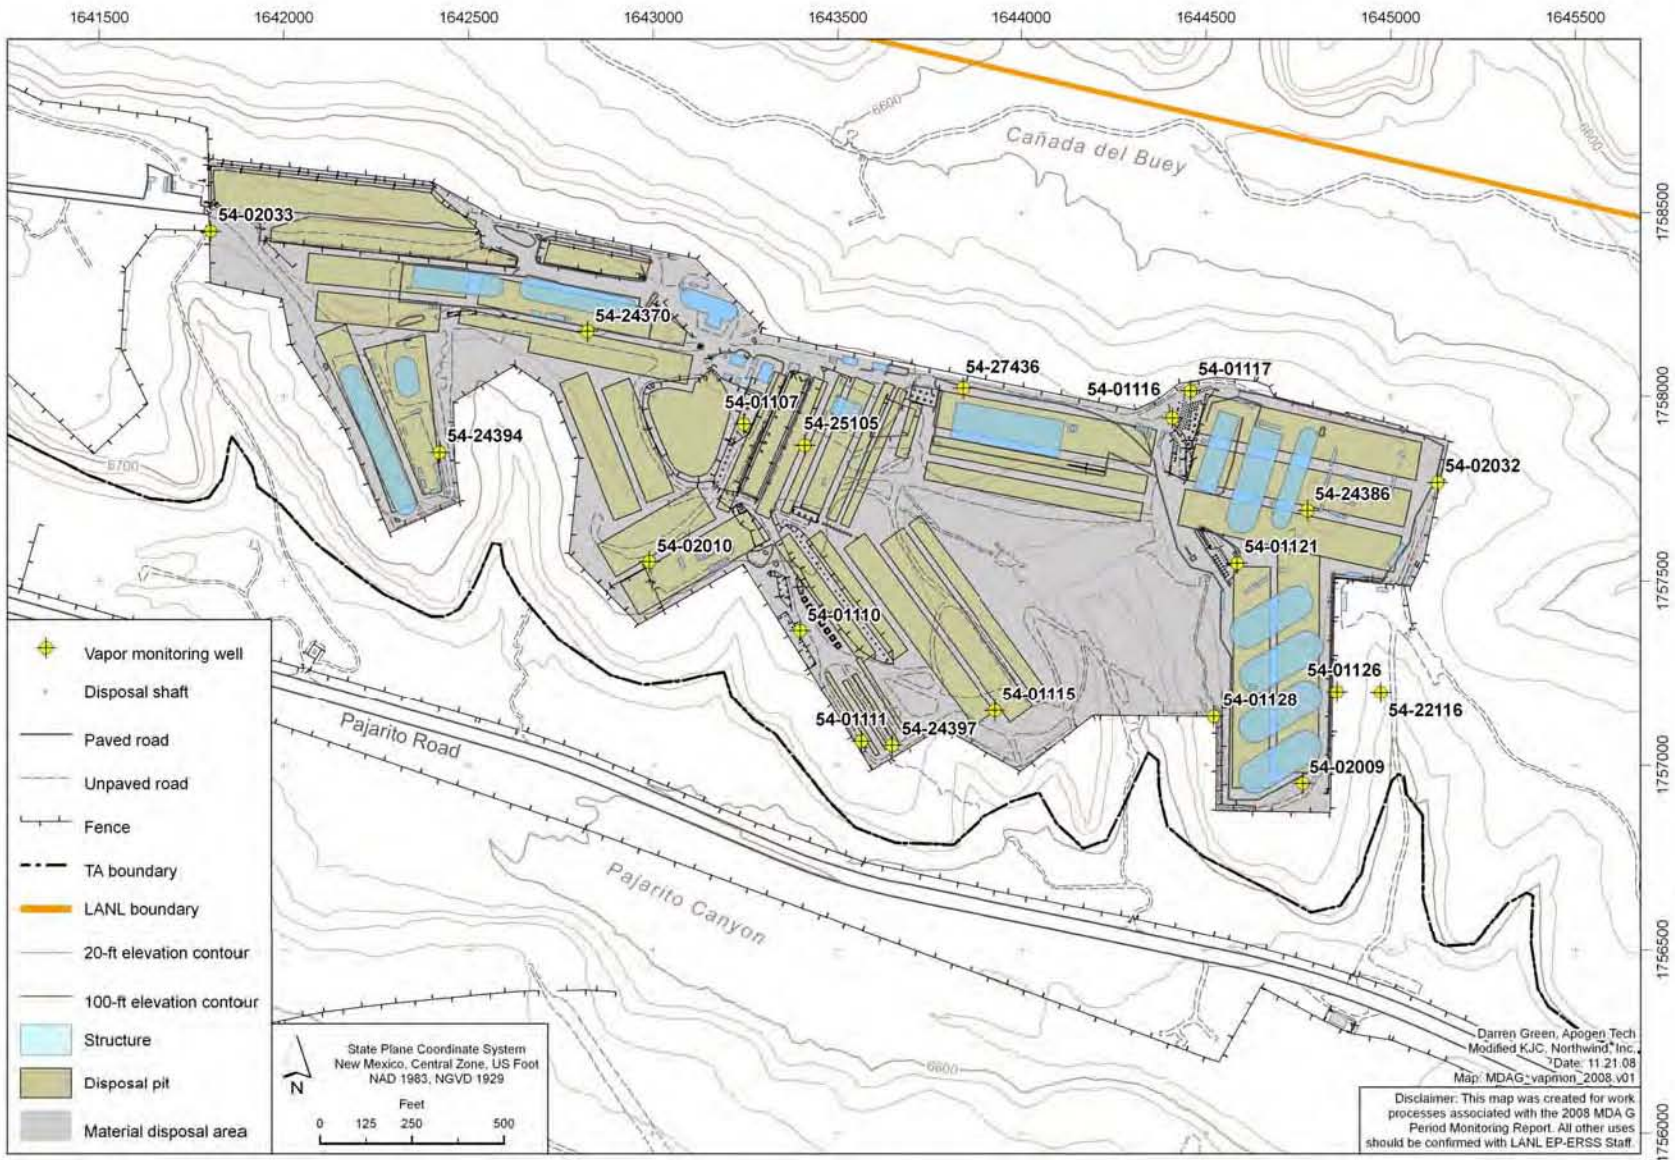 1641500 1642000 1642500 1643000 1643500 1644000 1644500 1645000 1645500
6600
Cañada del Buey
6600
1758500
54-02033
54-24370
54-27436
54-01117
54-01116
1758000
54-01107
54-25105
54-24394
54-02032
6700
54-24386
54-02010
54-01121
1757500
54-01110
54-01126
54-01115
54-01128
54-22116
54-01111
54-24397
54-02009
1757000
Pajarito Road
Pajarito Canyon
1756500
6600
1756000
Vapor monitoring well
Disposal shaft
Paved road
Unpaved road
Fence
TA boundary
LANL boundary
20-ft elevation contour
100-ft elevation contour
Structure
Disposal pit
Material disposal area
N
State Plane Coordinate System
New Mexico, Central Zone, US Foot
NAD 1983, NGVD 1929
Feet
0 125 250 500
Darren Green, Apogen Tech
Modified KJC, Northwind, Inc.
Date: 11.21.08
Map: MDAG_vapmon_2008.v01
Disclaimer: This map was created for work
processes associated with the 2008 MDA G
Period Monitoring Report. All other uses
should be confirmed with LANL EP-ERSS Staff.